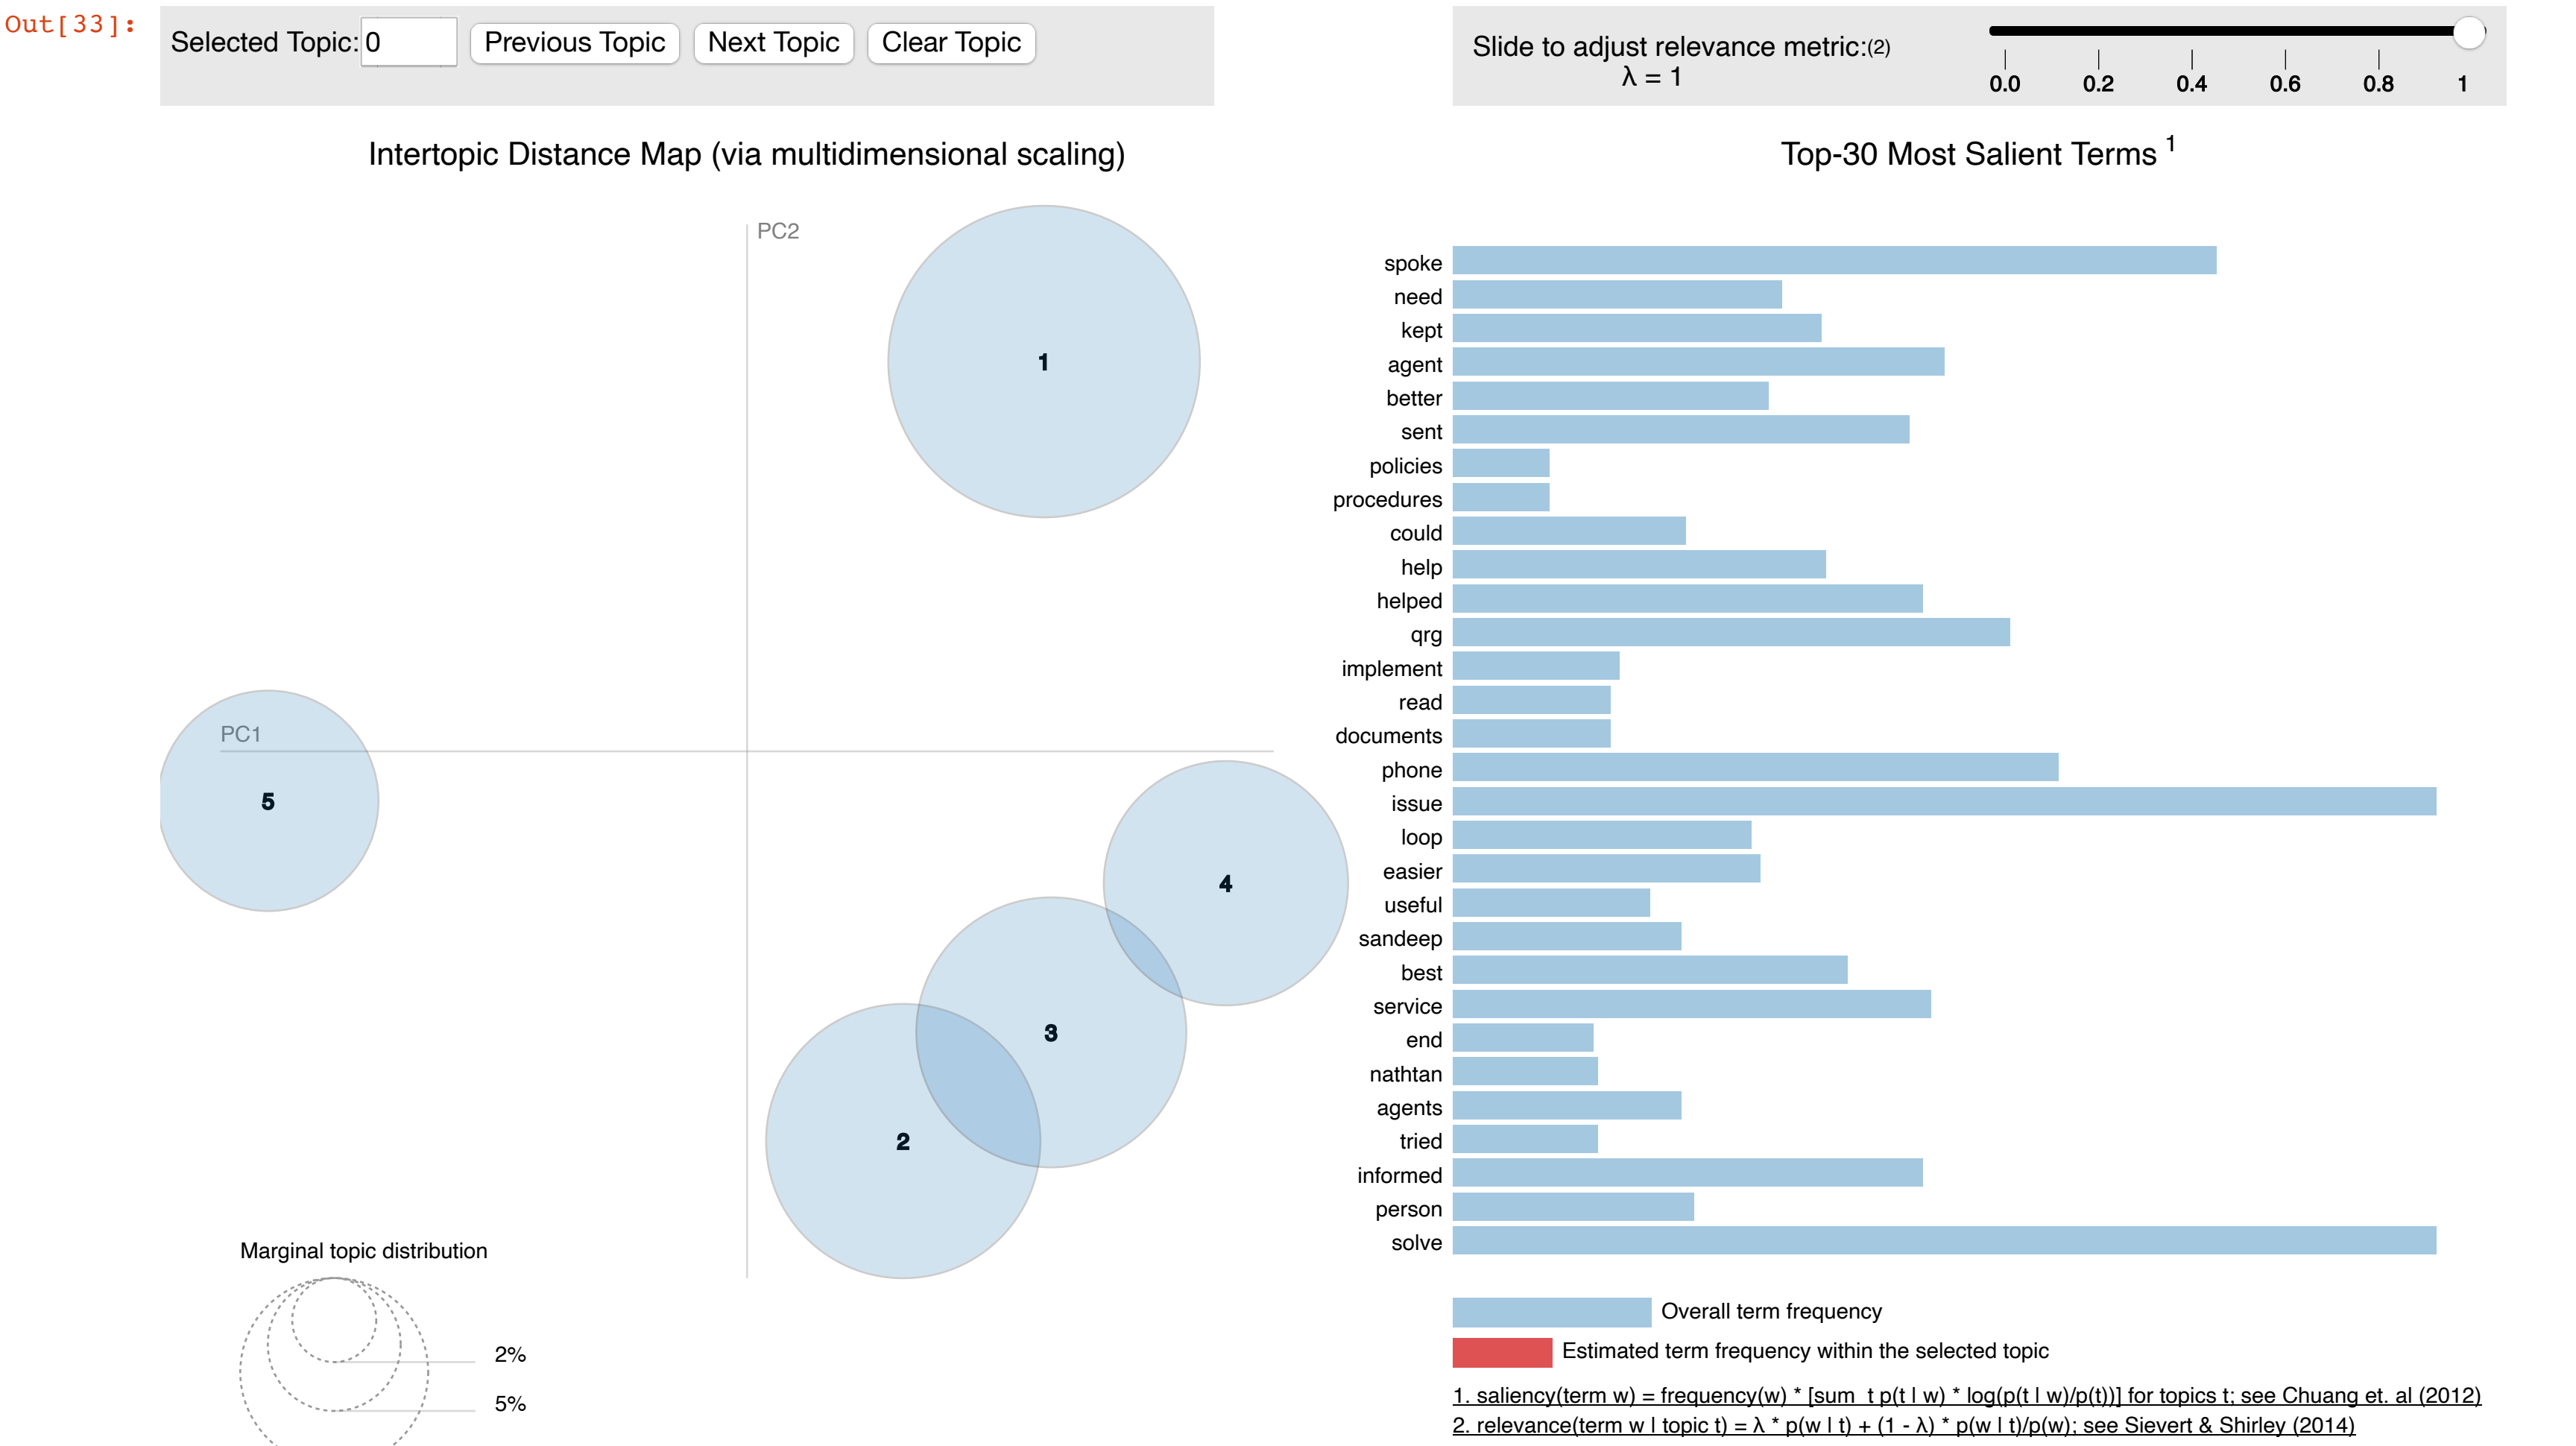 Out[33]:
Selected Topic: 0 Previous Topic Next Topic Clear Topic
Slide to adjust relevance metric:(2)
λ = 1
0.0 0.2 0.4 0.6 0.8 1
Intertopic Distance Map (via multidimensional scaling)
PC2
PC1
1
5
4
3
2
Marginal topic distribution
2%
5%
Top-30 Most Salient Terms 1
spoke
need
kept
agent
better
sent
policies
procedures
could
help
helped
qrg
implement
read
documents
phone
issue
loop
easier
useful
sandeep
best
service
end
nathtan
agents
tried
informed
person
solve
Overall term frequency
Estimated term frequency within the selected topic
1. saliency(term w) = frequency(w) * [sum_t p(t | w) * log(p(t | w)/p(t))] for topics t; see Chuang et. al (2012)
2. relevance(term w | topic t) = λ * p(w | t) + (1 - λ) * p(w | t)/p(w); see Sievert & Shirley (2014)